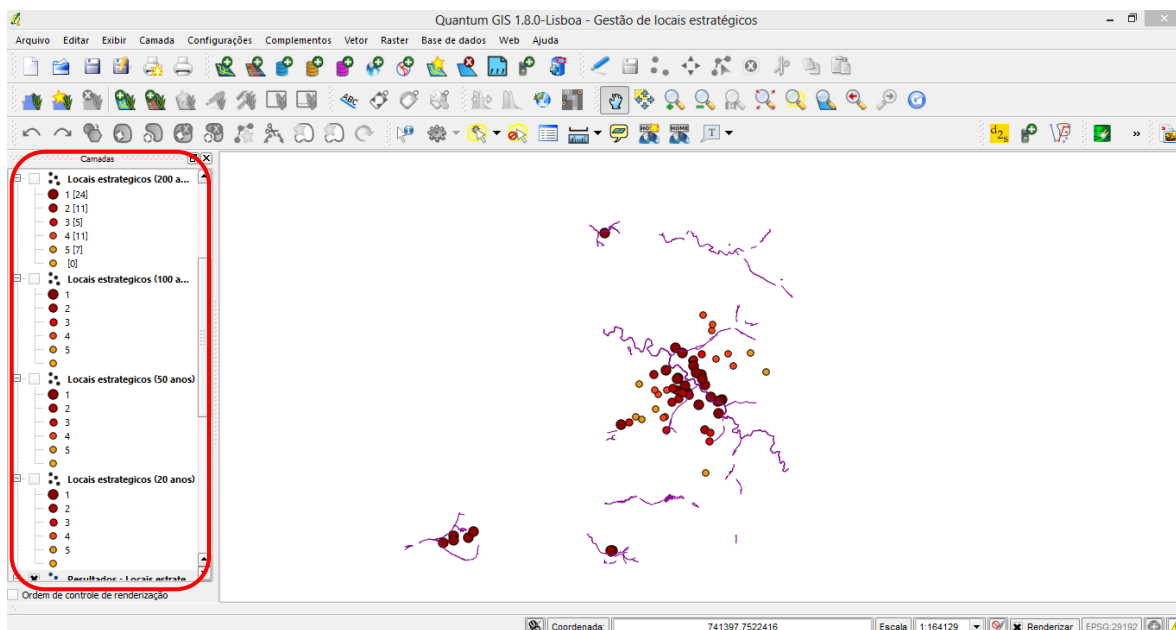 Quantum GIS 1.8.0-Lisboa - Gestão de locais estratégicos
Arquivo Editar Exibir Camada Configurações Complementos Vetor Raster Base de dados Web Ajuda
Camadas
Locais estrategicos (200 a...
1 [24]
2 [11]
3 [5]
4 [11]
5 [7]
[0]
Locais estrategicos (100 a...
1
2
3
4
5
Locais estrategicos (50 anos)
1
2
3
4
5
Locais estrategicos (20 anos)
1
2
3
4
5
Resultados - Locais estrate
Ordem de controle de renderização
Coordenada: 741397,7522416 Escala 1:164129 Renderizar EPSG:29192